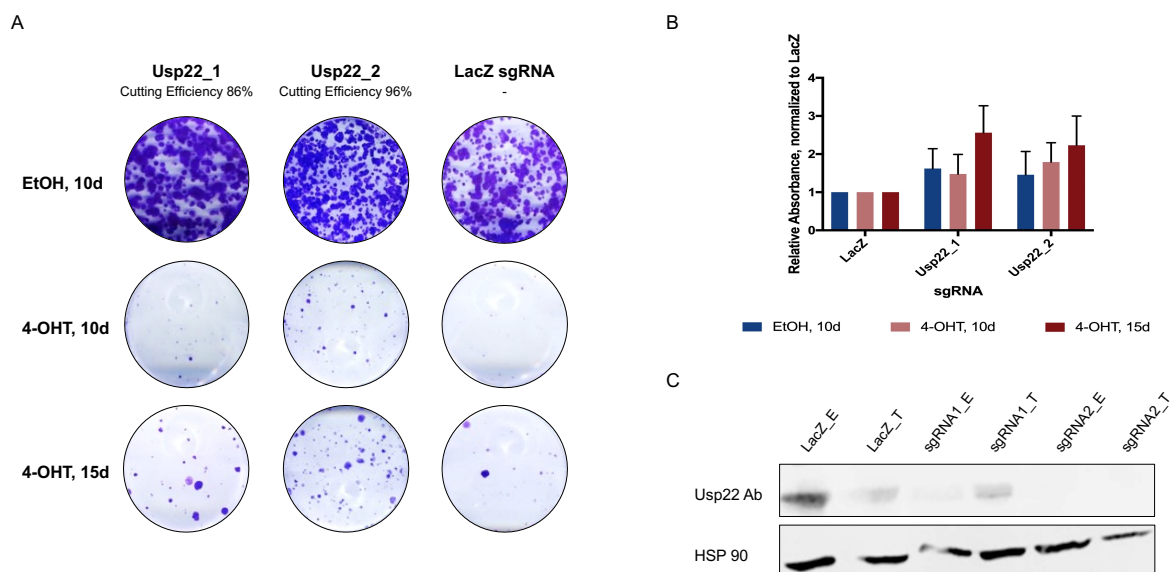 A
Usp22_1
Cutting Efficiency 86%
Usp22_2
Cutting Efficiency 96%
LacZ sgRNA
-
EtOH, 10d
4-OHT, 10d
4-OHT, 15d
B
Relative Absorbance, normalized to LacZ
4
3
2
1
0
LacZ
Usp22_1
Usp22_2
sgRNA
EtOH, 10d
4-OHT, 10d
4-OHT, 15d
C
LacZ_E
LacZ_T
sgRNA1_E
sgRNA1_T
sgRNA2_E
sgRNA2_T
Usp22 Ab
HSP 90